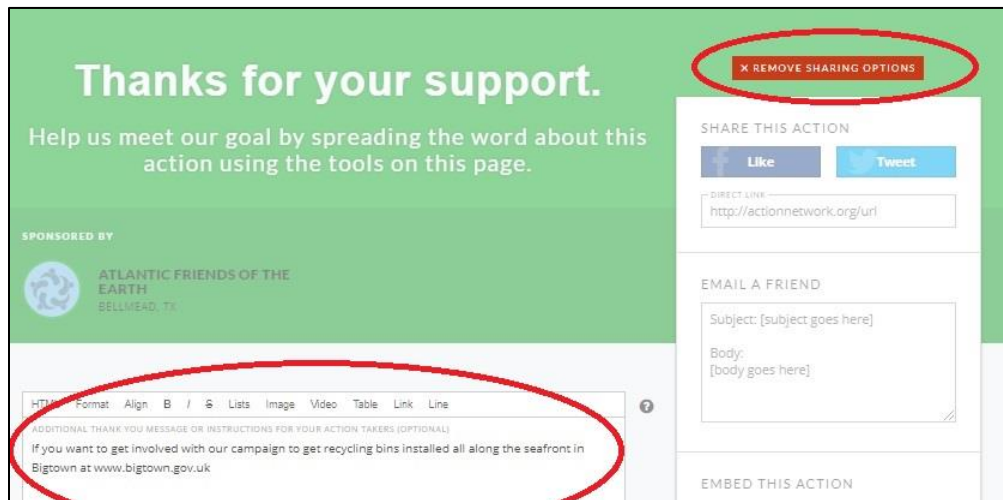 Thanks for your support.
Help us meet our goal by spreading the word about this
action using the tools on this page.
SPONSORED BY
ATLANTIC FRIENDS OF THE
EARTH
BELLMEAD, TX
HTML Format Align B I S Lists Image Video Table Link Line
ADDITIONAL THANK YOU MESSAGE OR INSTRUCTIONS FOR YOUR ACTION TAKERS (OPTIONAL)
If you want to get involved with our campaign to get recycling bins installed all along the seafront in
Bigtown at www.bigtown.gov.uk
× REMOVE SHARING OPTIONS
SHARE THIS ACTION
Like
Tweet
DIRECT LINK
http://actionnetwork.org/url
EMAIL A FRIEND
Subject: [subject goes here]
Body:
[body goes here]
EMBED THIS ACTION